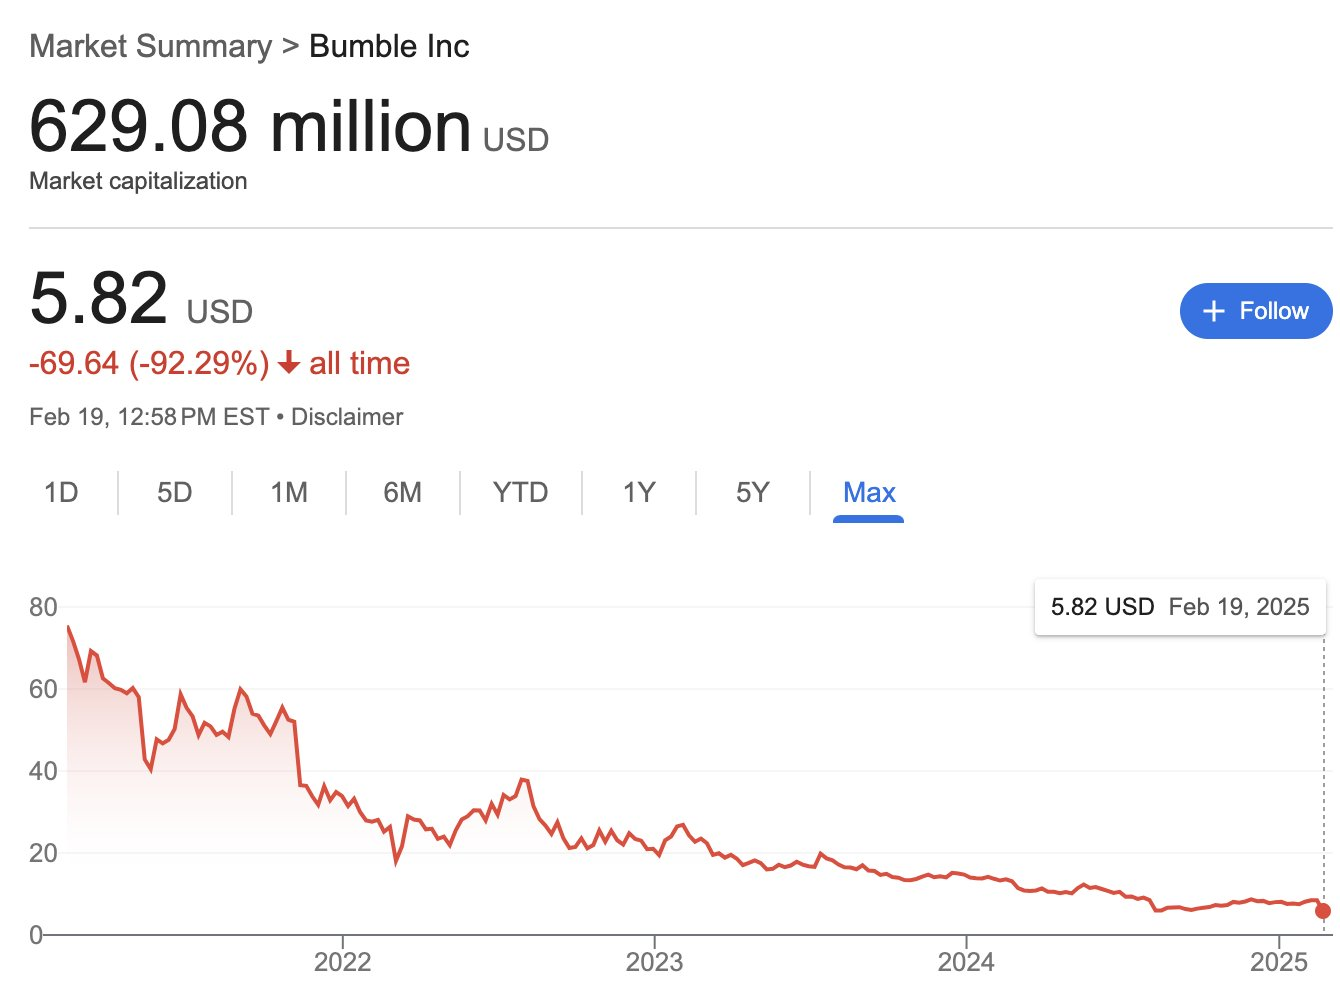 Market Summary > Bumble Inc
629.08 million USD
Market capitalization
5.82 USD
+ Follow
-69.64 (-92.29%) ↓ all time
Feb 19, 12:58 PM EST • Disclaimer
1D 5D 1M 6M YTD 1Y 5Y Max
5.82 USD Feb 19, 2025
80
60
40
20
0
2022 2023 2024 2025